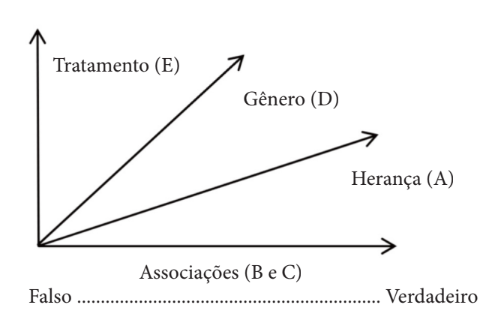 Tratamento (E)
Gênero (D)
Herança (A)
Associações (B e C)
Falso ................................................................ Verdadeiro